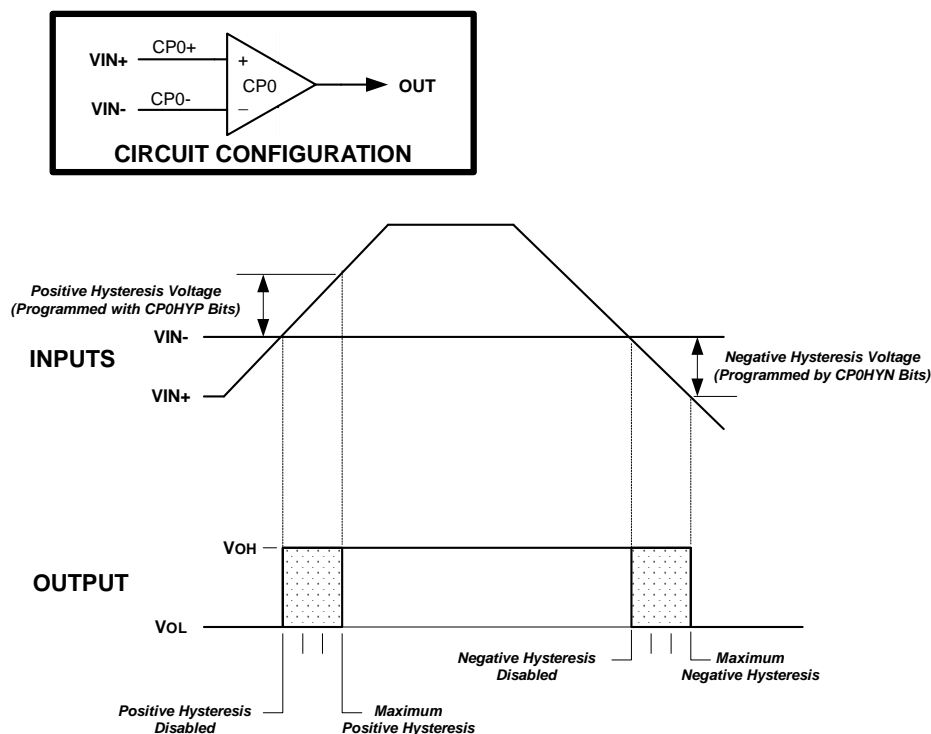 VIN+
CP0+
+
CP0
OUT
VIN-
CP0-
_
CIRCUIT CONFIGURATION
Positive Hysteresis Voltage
(Programmed with CP0HYP Bits)
VIN-
INPUTS
Negative Hysteresis Voltage
(Programmed by CP0HYN Bits)
VIN+
VOH
OUTPUT
VOL
Negative Hysteresis
Disabled
Maximum
Negative Hysteresis
Positive Hysteresis
Disabled
Maximum
Positive Hysteresis